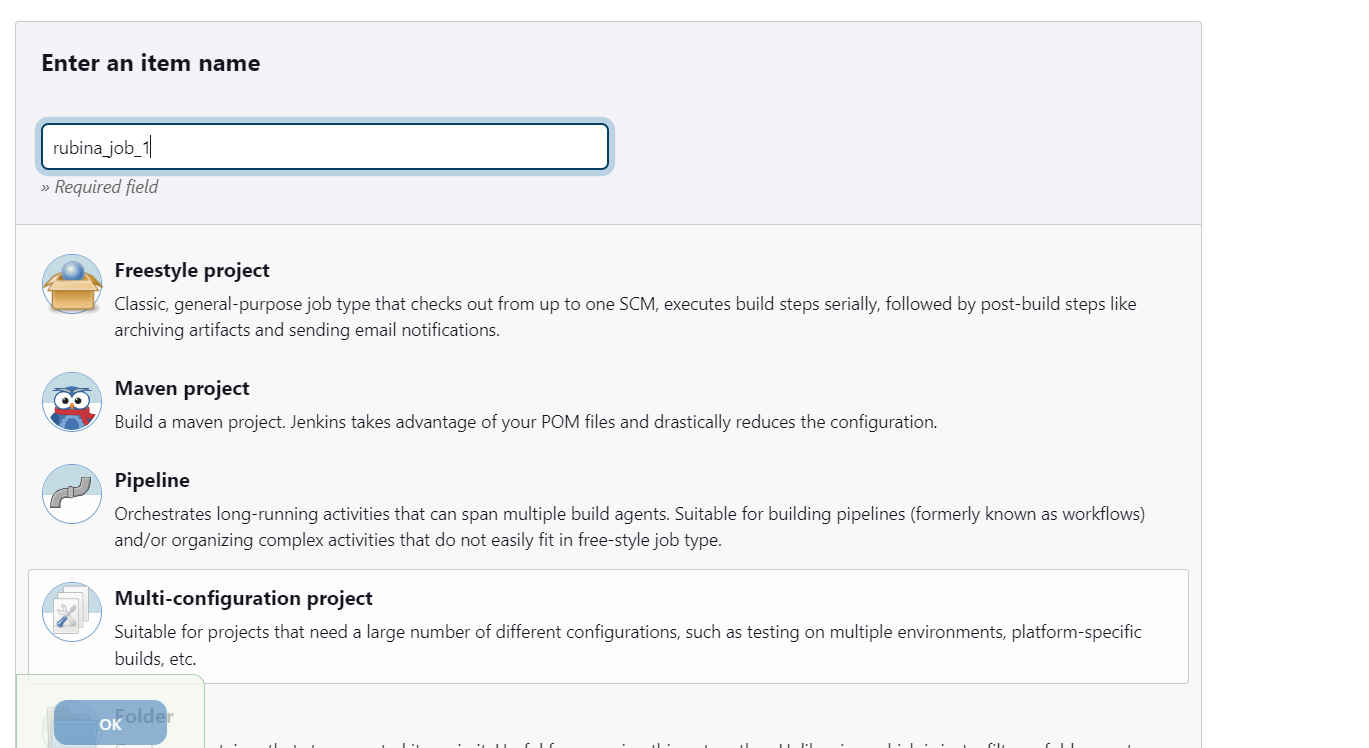 Enter an item name
rubina_job_1
» Required field
Freestyle project
Classic, general-purpose job type that checks out from up to one SCM, executes build steps serially, followed by post-build steps like
archiving artifacts and sending email notifications.
Maven project
Build a maven project. Jenkins takes advantage of your POM files and drastically reduces the configuration.
Pipeline
Orchestrates long-running activities that can span multiple build agents. Suitable for building pipelines (formerly known as workflows)
and/or organizing complex activities that do not easily fit in free-style job type.
Multi-configuration project
Suitable for projects that need a large number of different configurations, such as testing on multiple environments, platform-specific
builds, etc.
Folder
OK